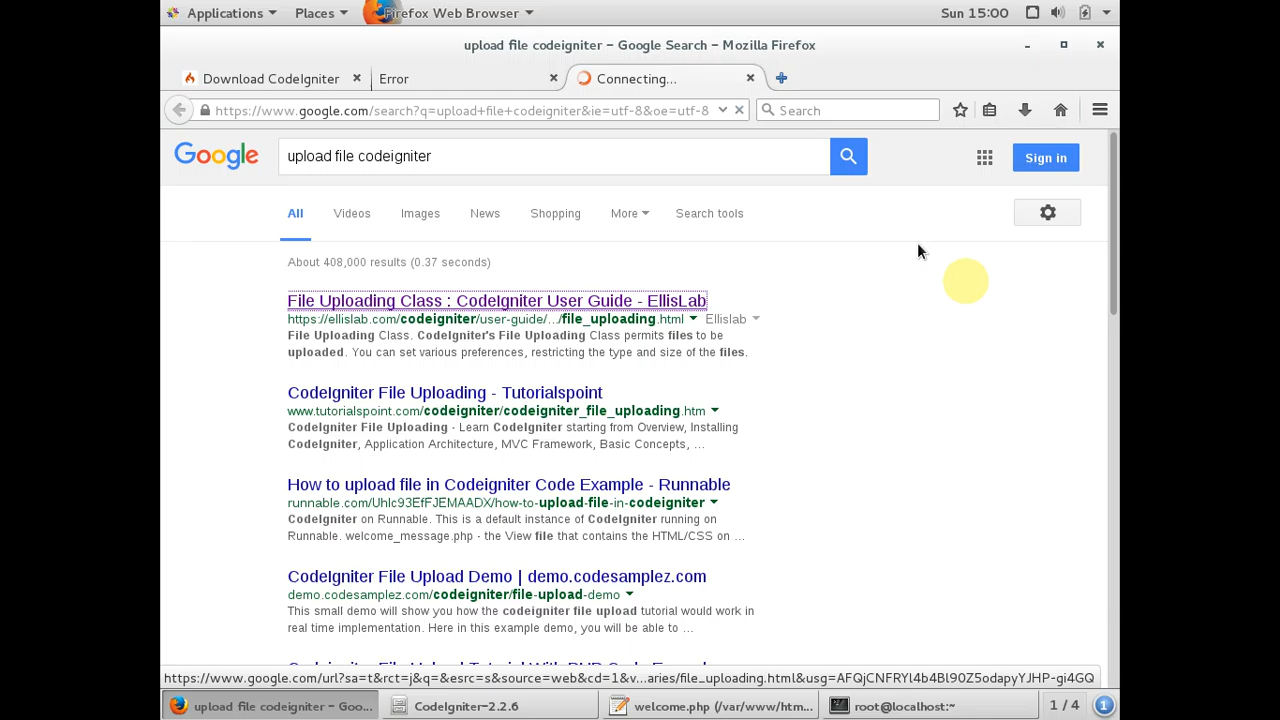 Applications Places Firefox Web Browser Sun 15:00
upload file codeigniter – Google Search – Mozilla Firefox
Download CodeIgniter Error Connecting...
https://www.google.com/search?q=upload+file+codeigniter&ie=utf-8&oe=utf-8 Search
Google upload file codeigniter Sign in
All Videos Images News Shopping More Search tools
About 408,000 results (0.37 seconds)
File Uploading Class : CodeIgniter User Guide - EllisLab
https://ellislab.com/codeigniter/user-guide/.../file_uploading.html Ellislab
File Uploading Class. CodeIgniter's File Uploading Class permits files to be
uploaded. You can set various preferences, restricting the type and size of the files.
CodeIgniter File Uploading - Tutorialspoint
www.tutorialspoint.com/codeigniter/codeigniter_file_uploading.htm
CodeIgniter File Uploading - Learn CodeIgniter starting from Overview, Installing
CodeIgniter, Application Architecture, MVC Framework, Basic Concepts, ...
How to upload file in CodeIgniter Code Example - Runnable
runnable.com/UhIc93EfFJEMAADX/how-to-upload-file-in-codeigniter
CodeIgniter on Runnable. This is a default instance of CodeIgniter running on
Runnable. welcome_message.php - the View file that contains the HTML/CSS on ...
CodeIgniter File Upload Demo | demo.codesamplez.com
demo.codesamplez.com/codeigniter/file-upload-demo
This small demo will show you how the codeigniter file upload tutorial would work in
real time implementation. Here in this example demo, you will be able to ...
https://www.google.com/url?sa=t&rct=j&q=&esrc=s&source=web&cd=1&v...aries/file_uploading.html&usg=AFQjCNFRYl4b4Bl90Z5odapyYJHP-gi4GQ
upload file codeigniter - Goo... CodeIgniter-2.2.6 welcome.php (/var/www/htm... root@localhost:~ 1 / 4 1